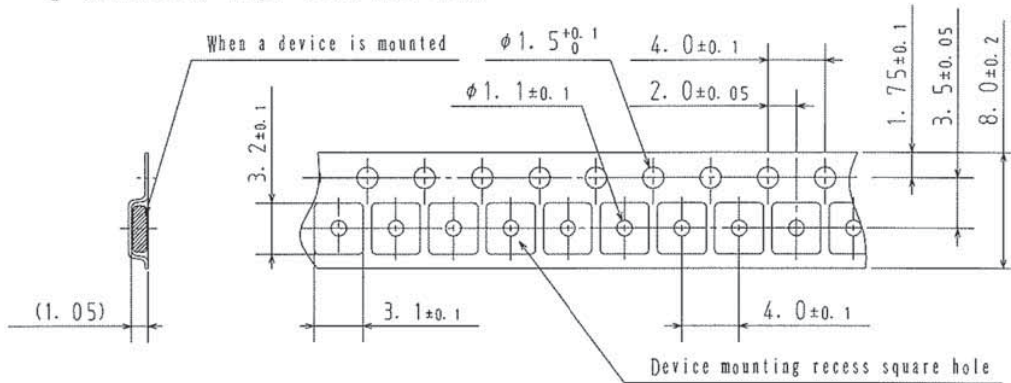 When a device is mounted
φ1.5 +0.1 0
4.0±0.1
φ1.1±0.1
2.0±0.05
1.75±0.1
3.5±0.05
8.0±0.2
3.2±0.1
(1.05)
3.1±0.1
4.0±0.1
Device mounting recess square hole